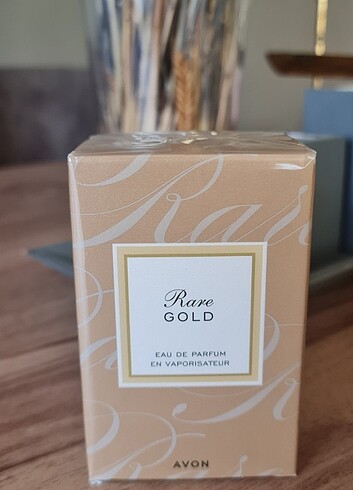 Rare
GOLD
EAU DE PARFUM
EN VAPORISATEUR
AVON